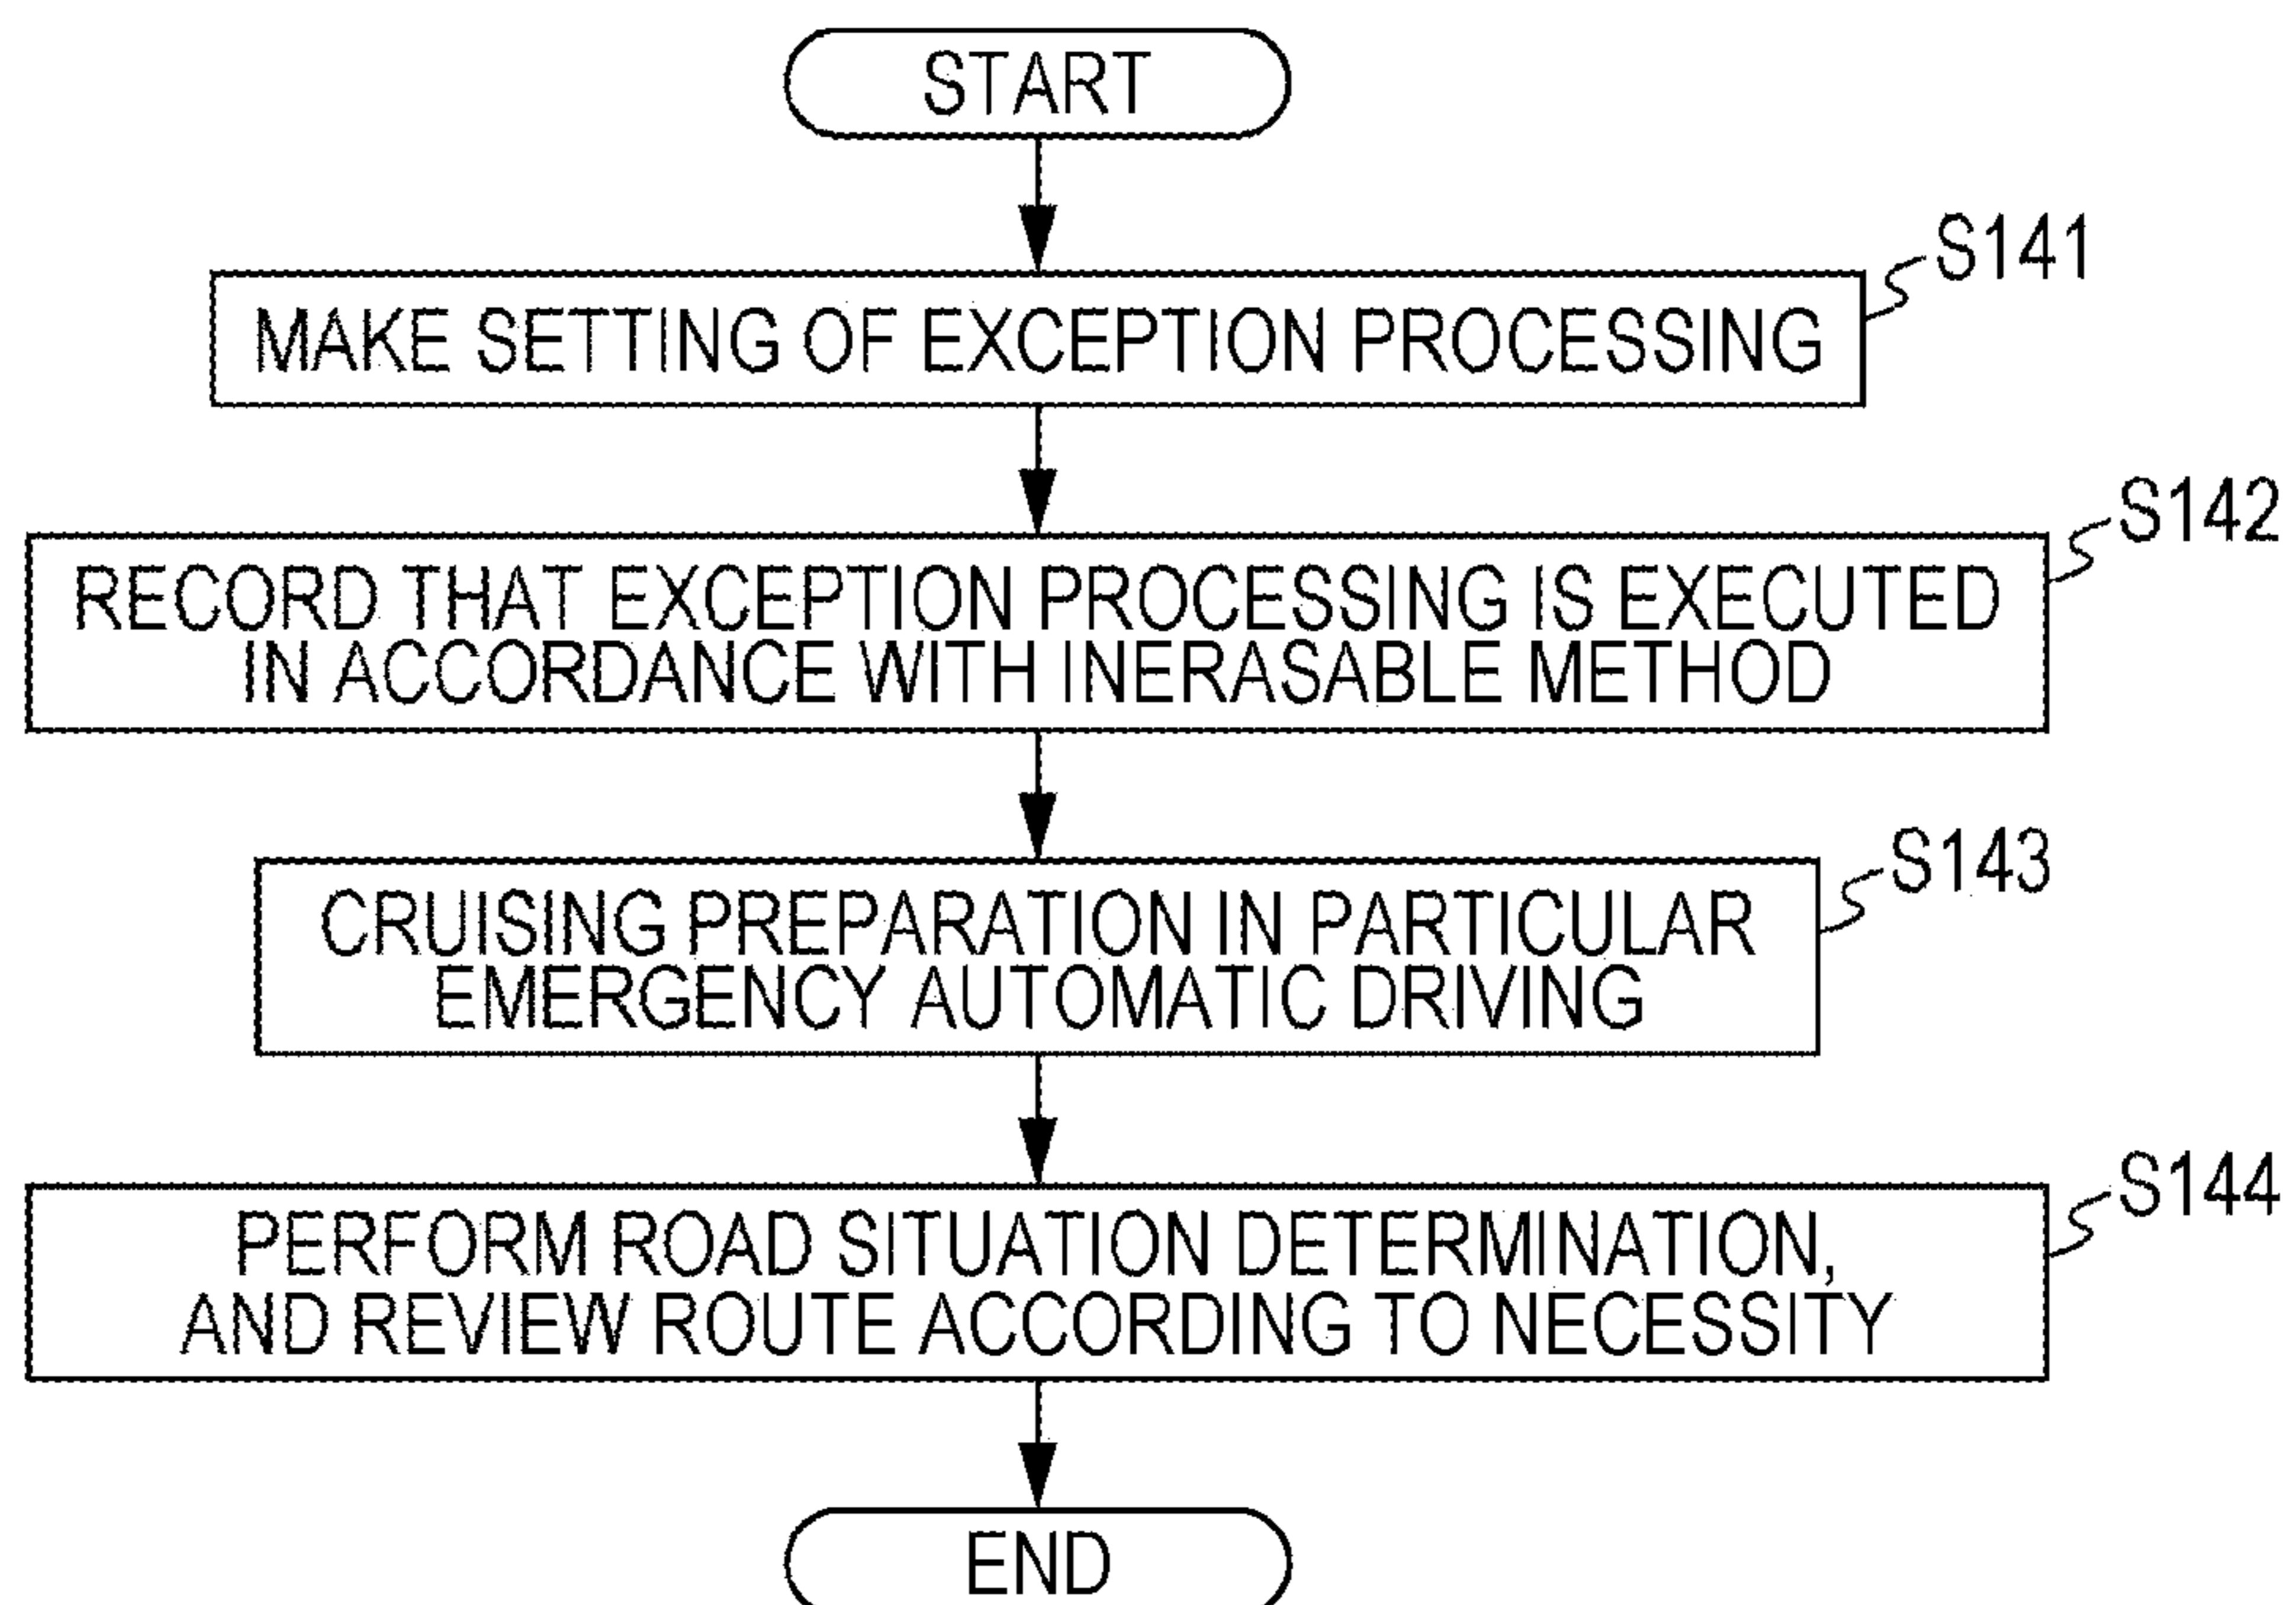 START
S141
MAKE SETTING OF EXCEPTION PROCESSING
S142
RECORD THAT EXCEPTION PROCESSING IS EXECUTED
IN ACCORDANCE WITH INERASABLE METHOD
S143
CRUISING PREPARATION IN PARTICULAR
EMERGENCY AUTOMATIC DRIVING
S144
PERFORM ROAD SITUATION DETERMINATION,
AND REVIEW ROUTE ACCORDING TO NECESSITY
END